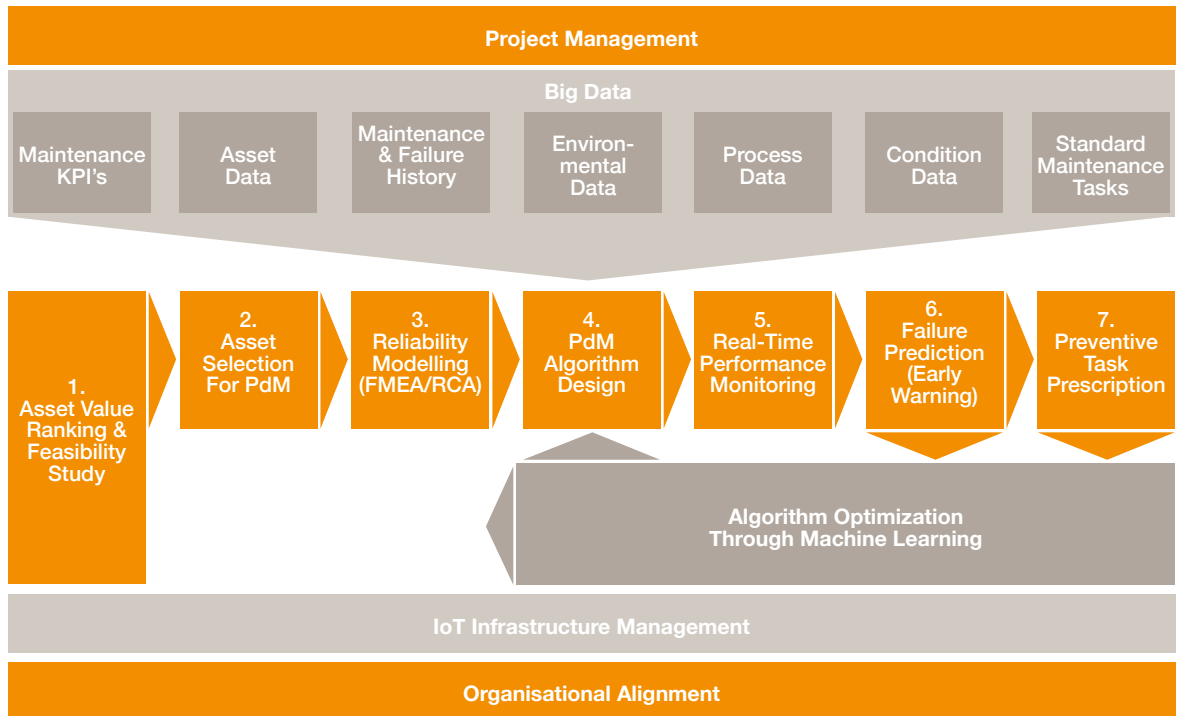 Project Management
Big Data
Maintenance
KPI's
Asset
Data
Maintenance
& Failure
History
Environ-
mental
Data
Process
Data
Condition
Data
Standard
Maintenance
Tasks
1.
Asset Value
Ranking &
Feasibility
Study
2.
Asset
Selection
For PdM
3.
Reliability
Modelling
(FMEA/RCA)
4.
PdM
Algorithm
Design
5.
Real-Time
Performance
Monitoring
6.
Failure
Prediction
(Early
Warning)
7.
Preventive
Task
Prescription
Algorithm Optimization
Through Machine Learning
IoT Infrastructure Management
Organisational Alignment